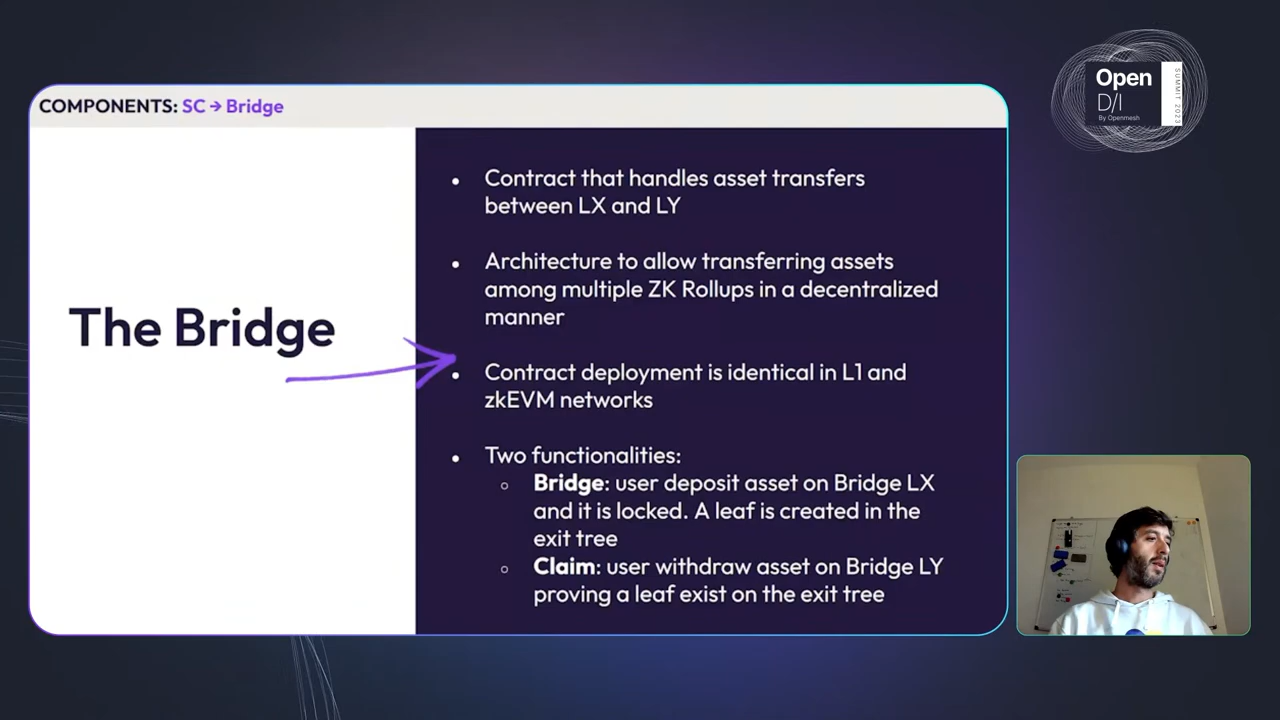 COMPONENTS: SC → Bridge
Open
D/I
By Openmesh
SUMMIT 2023
The Bridge
• Contract that handles asset transfers
between LX and LY
• Architecture to allow transferring assets
among multiple ZK Rollups in a decentralized
manner
• Contract deployment is identical in L1 and
zkEVM networks
• Two functionalities:
○ Bridge: user deposit asset on Bridge LX
and it is locked. A leaf is created in the
exit tree
○ Claim: user withdraw asset on Bridge LY
proving a leaf exist on the exit tree